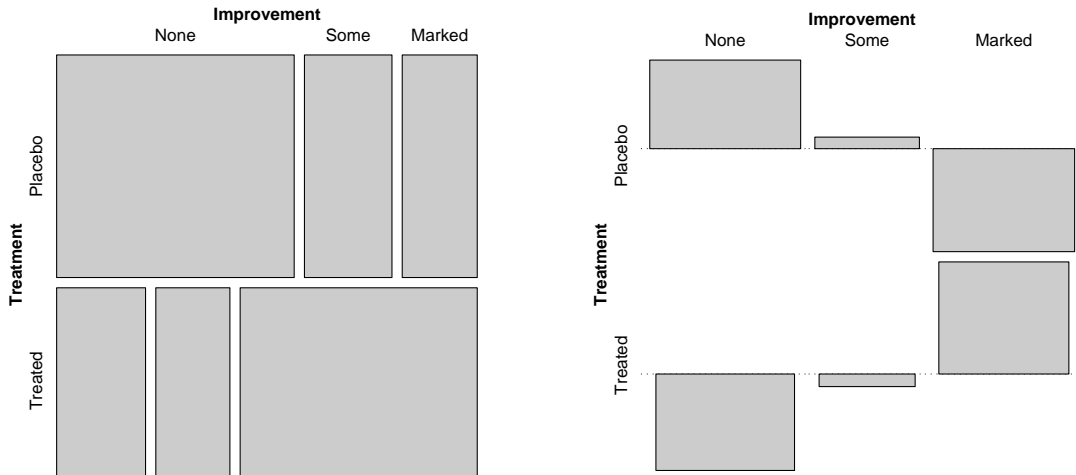 Improvement
None Some Marked
Treatment
Placebo
Treated
Improvement
None Some Marked
Treatment
Placebo
Treated